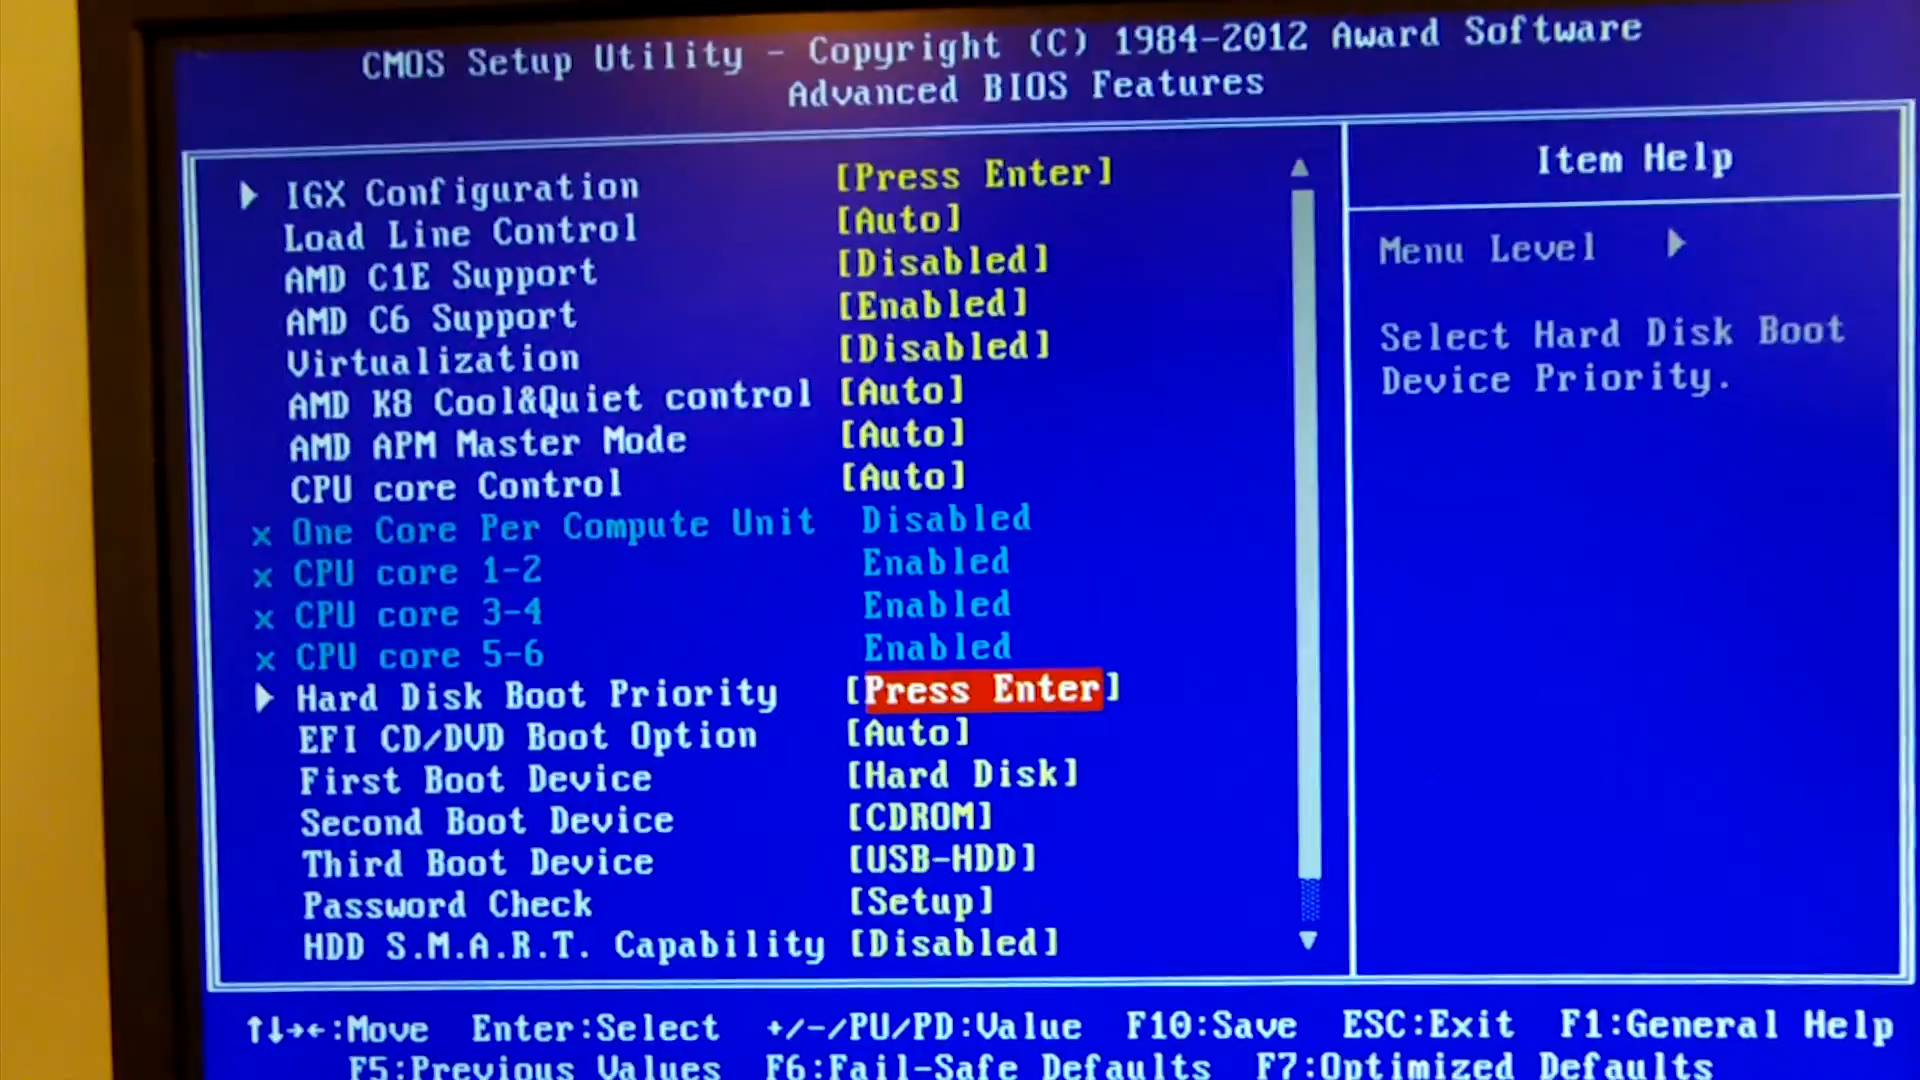 CMOS Setup Utility - Copyright (C) 1984-2012 Award Software
Advanced BIOS Features
IGX Configuration [Press Enter]
Load Line Control [Auto]
AMD C1E Support [Disabled]
AMD C6 Support [Enabled]
Virtualization [Disabled]
AMD K8 Cool&Quiet control [Auto]
AMD APM Master Mode [Auto]
CPU core Control [Auto]
x One Core Per Compute Unit Disabled
x CPU core 1-2 Enabled
x CPU core 3-4 Enabled
x CPU core 5-6 Enabled
Hard Disk Boot Priority [Press Enter]
EFI CD/DVD Boot Option [Auto]
First Boot Device [Hard Disk]
Second Boot Device [CDROM]
Third Boot Device [USB-HDD]
Password Check [Setup]
HDD S.M.A.R.T. Capability [Disabled]
Item Help
Menu Level
Select Hard Disk Boot
Device Priority.
↑↓→←:Move Enter:Select +/-/PU/PD:Value F10:Save ESC:Exit F1:General Help
F5:Previous Values F6:Fail-Safe Defaults F7:Optimized Defaults